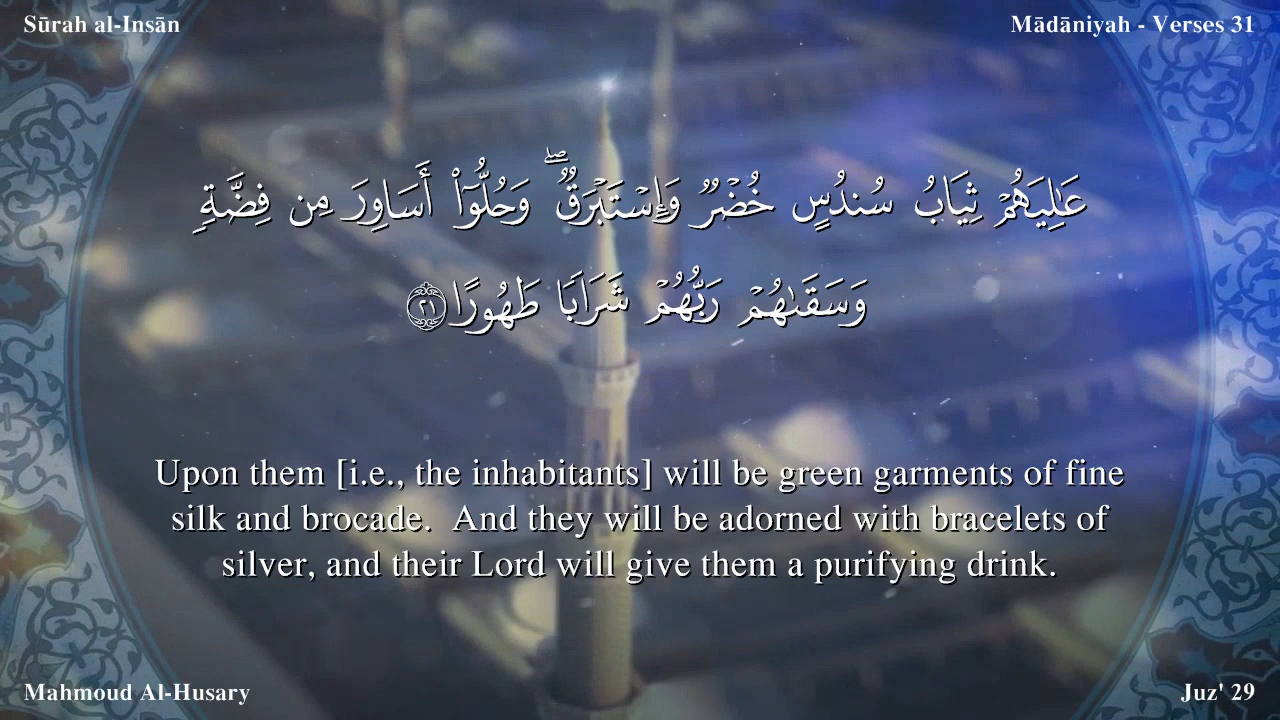 Sūrah al-Insān
Mādāniyah - Verses 31
عَـٰلِيَهُمْ ثِيَابُ سُندُسٍ خُضْرٌ وَإِسْتَبْرَقٌ ۖ وَحُلُّوٓا۟ أَسَاوِرَ مِن فِضَّةٍ
وَسَقَىٰهُمْ رَبُّهُمْ شَرَابًا طَهُورًا ٢١
Upon them [i.e., the inhabitants] will be green garments of fine
silk and brocade. And they will be adorned with bracelets of
silver, and their Lord will give them a purifying drink.
Mahmoud Al-Husary
Juz' 29